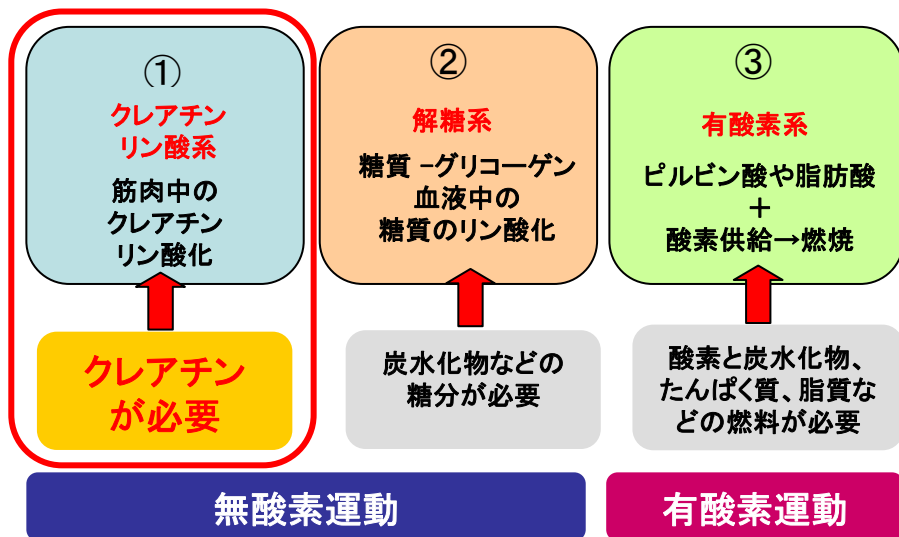 ①
クレアチン
リン酸系
筋肉中の
クレアチン
リン酸化
②
解糖系
糖質 −グリコーゲン
血液中の
糖質のリン酸化
③
有酸素系
ピルビン酸や脂肪酸
+
酸素供給→燃焼
クレアチン
が必要
炭水化物などの
糖分が必要
酸素と炭水化物、
たんぱく質、脂質な
どの燃料が必要
無酸素運動
有酸素運動